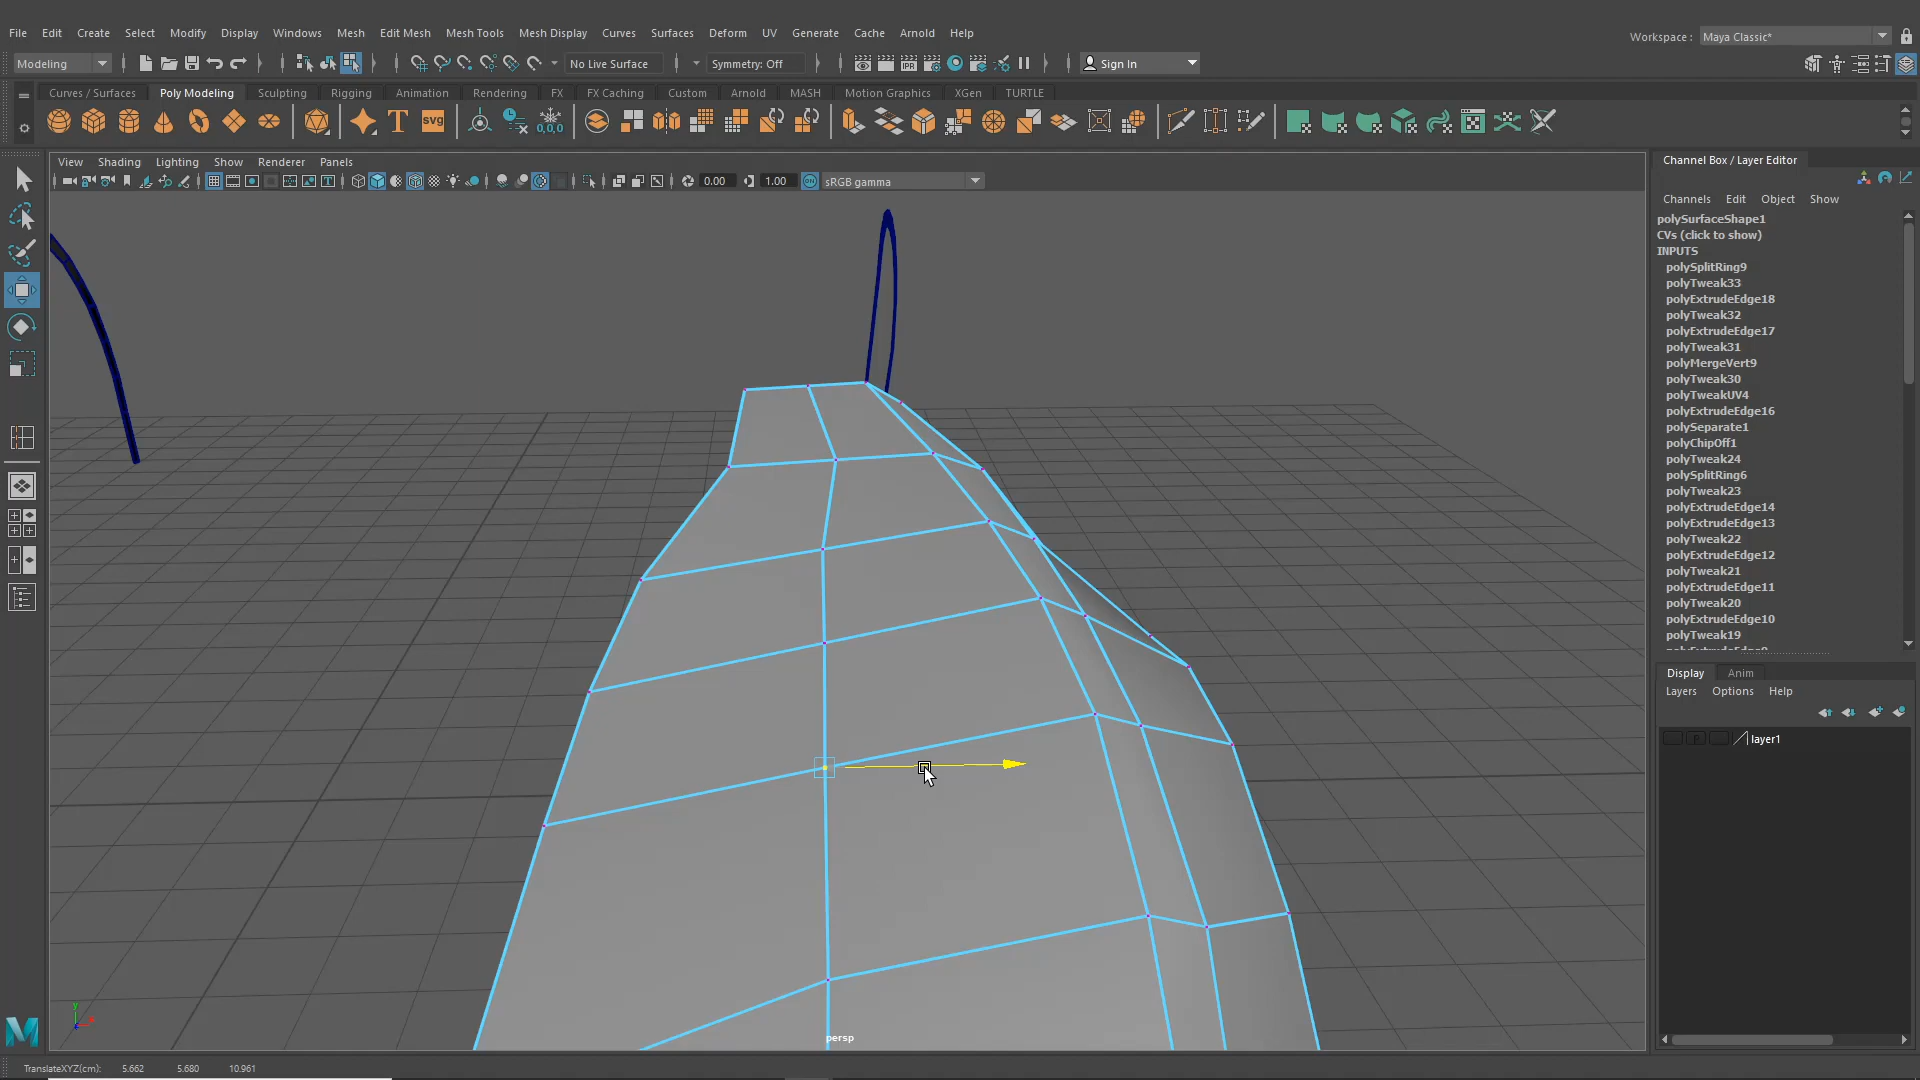 File Edit Create Select Modify Display Windows Mesh Edit Mesh Mesh Tools Mesh Display Curves Surfaces Deform UV Generate Cache Arnold Help
Workspace : Maya Classic*
Modeling No Live Surface Symmetry: Off IPR Sign In
Curves / Surfaces Poly Modeling Sculpting Rigging Animation Rendering FX FX Caching Custom Arnold MASH Motion Graphics XGen TURTLE
T svg 0,0,0
View Shading Lighting Show Renderer Panels
0.00 1.00 ON sRGB gamma
Channel Box / Layer Editor
Channels Edit Object Show
polySurfaceShape1
CVs (click to show)
INPUTS
polySplitRing9
polyTweak33
polyExtrudeEdge18
polyTweak32
polyExtrudeEdge17
polyTweak31
polyMergeVert9
polyTweak30
polyTweakUV4
polyExtrudeEdge16
polySeparate1
polyChipOff1
polyTweak24
polySplitRing6
polyTweak23
polyExtrudeEdge14
polyExtrudeEdge13
polyTweak22
polyExtrudeEdge12
polyTweak21
polyExtrudeEdge11
polyTweak20
polyExtrudeEdge10
polyTweak19
Display Anim
Layers Options Help
P layer1
y
persp
M
TranslateXYZ(cm): 5.662 5.680 10.961